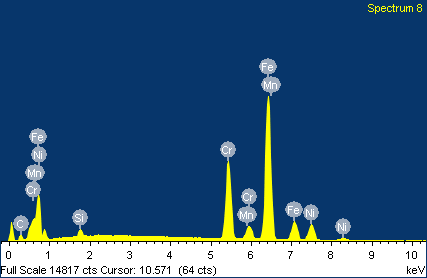 Spectrum 8
Fe
Mn
Fe
Ni
Cr
Mn
Cr
Cr
C
Si
Mn
Fe
Ni
Ni
0 1 2 3 4 5 6 7 8 9 10
Full Scale 14817 cts Cursor: 10.571 (64 cts) keV